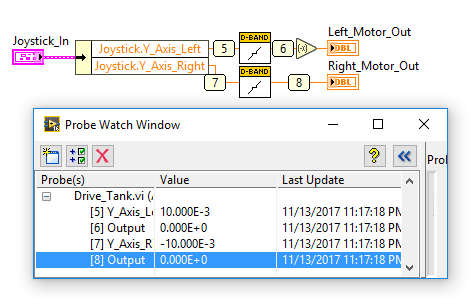 Joystick_In
Joystick.Y_Axis_Left
Joystick.Y_Axis_Right
5
D-BAND
6
(-x)
Left_Motor_Out
DBL
7
D-BAND
8
Right_Motor_Out
DBL
Probe Watch Window
Prob
Probe(s) Value Last Update
Drive_Tank.vi (
[5] Y_Axis_Le 10.000E-3 11/13/2017 11:17:18 PM
[6] Output 0.000E+0 11/13/2017 11:17:18 PM
[7] Y_Axis_R -10.000E-3 11/13/2017 11:17:18 PM
[8] Output 0.000E+0 11/13/2017 11:17:18 PM